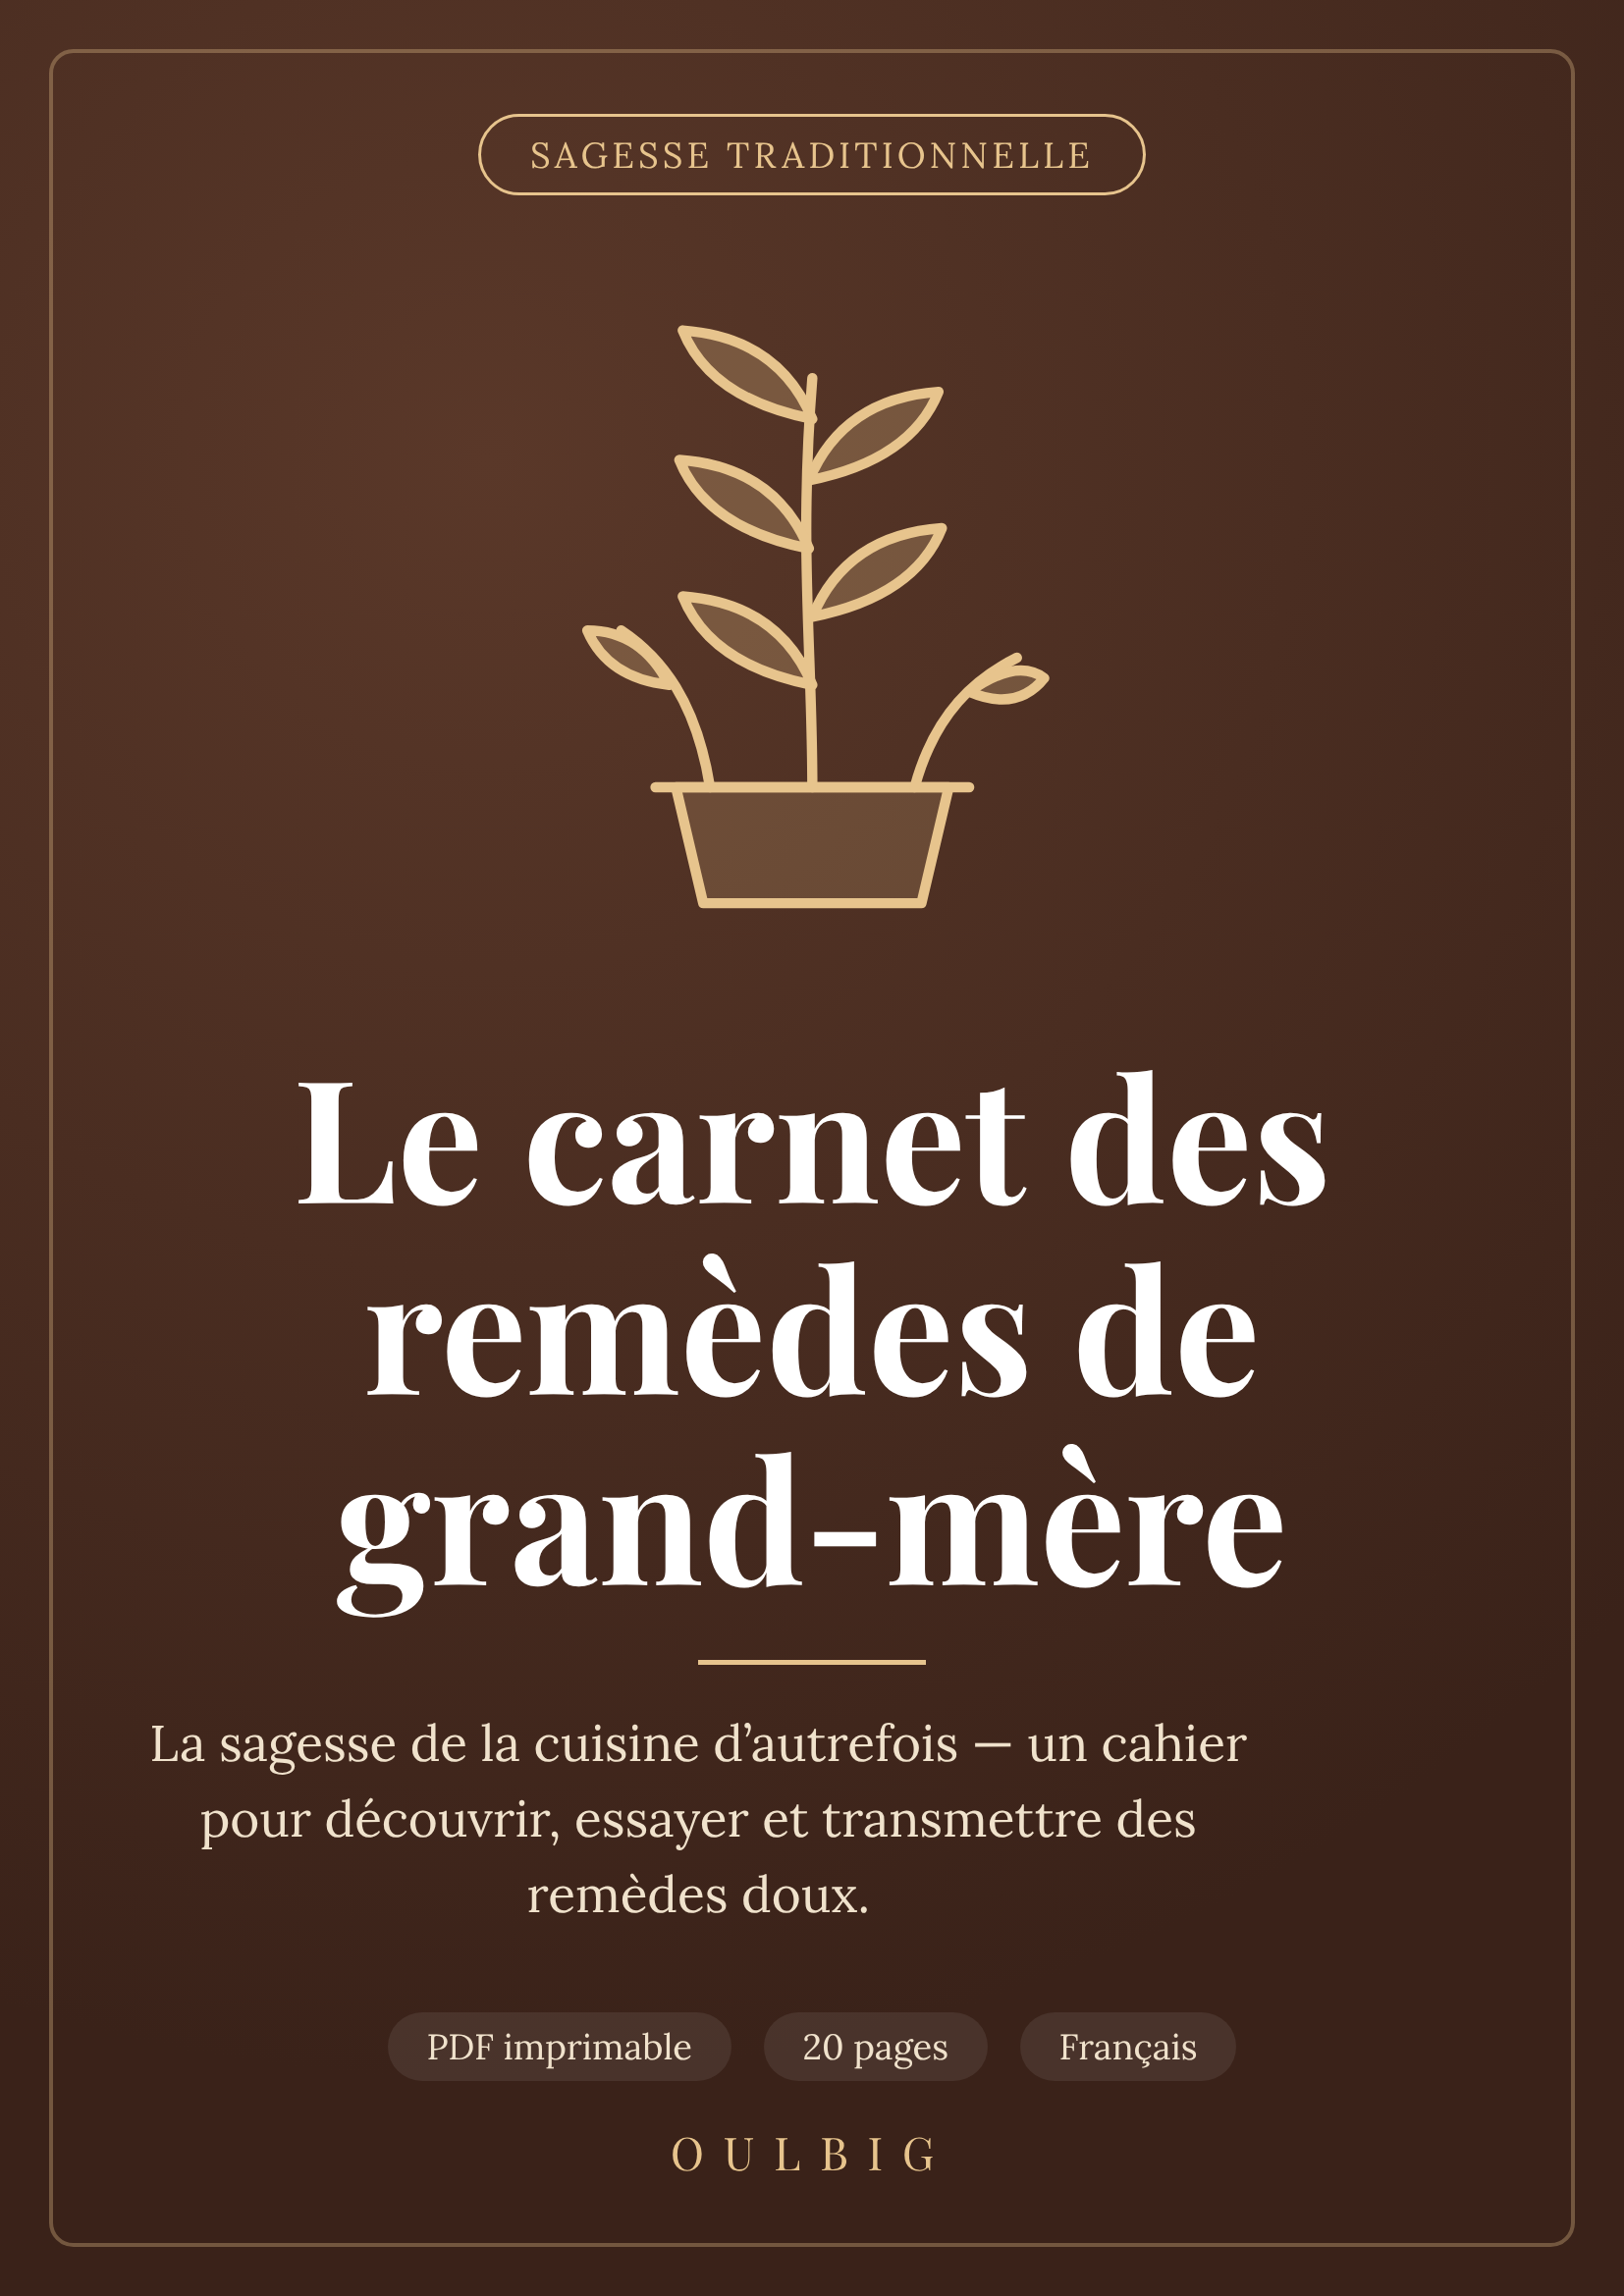 SAGESSE TRADITIONNELLE
Le carnet des
remèdes de
grand-mère
La sagesse de la cuisine d’autrefois — un cahier
pour découvrir, essayer et transmettre des
remèdes doux.
PDF imprimable
20 pages
Français
OULBIG